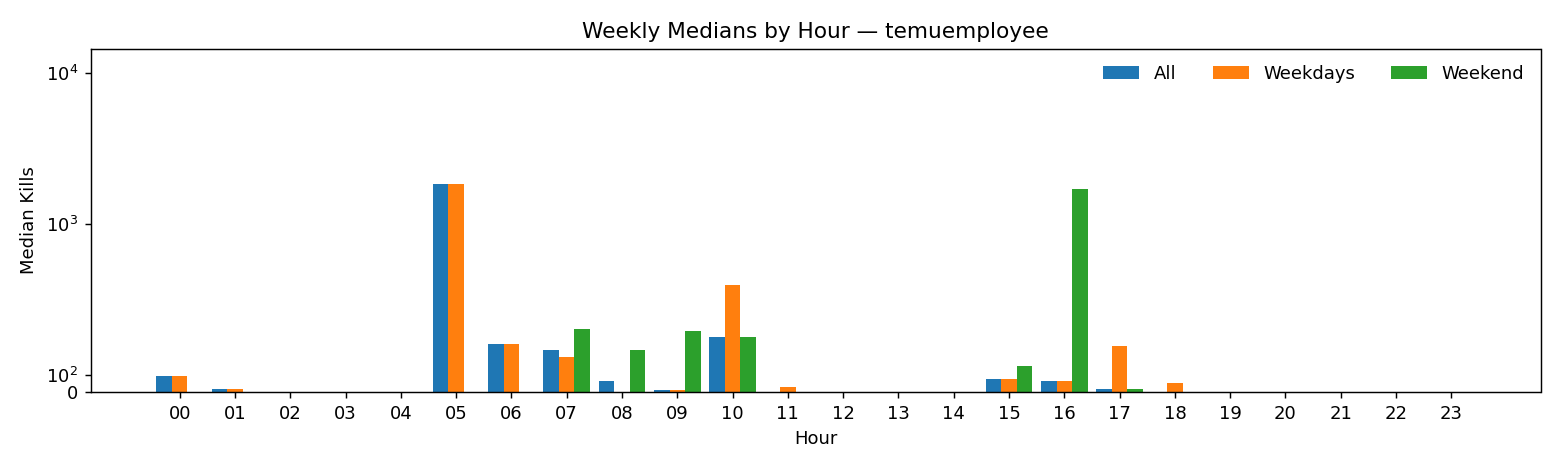 Weekly Medians by Hour — temuemployee
All Weekdays Weekend
Median Kills
10^4
10^3
10^2
0
00 01 02 03 04 05 06 07 08 09 10 11 12 13 14 15 16 17 18 19 20 21 22 23
Hour